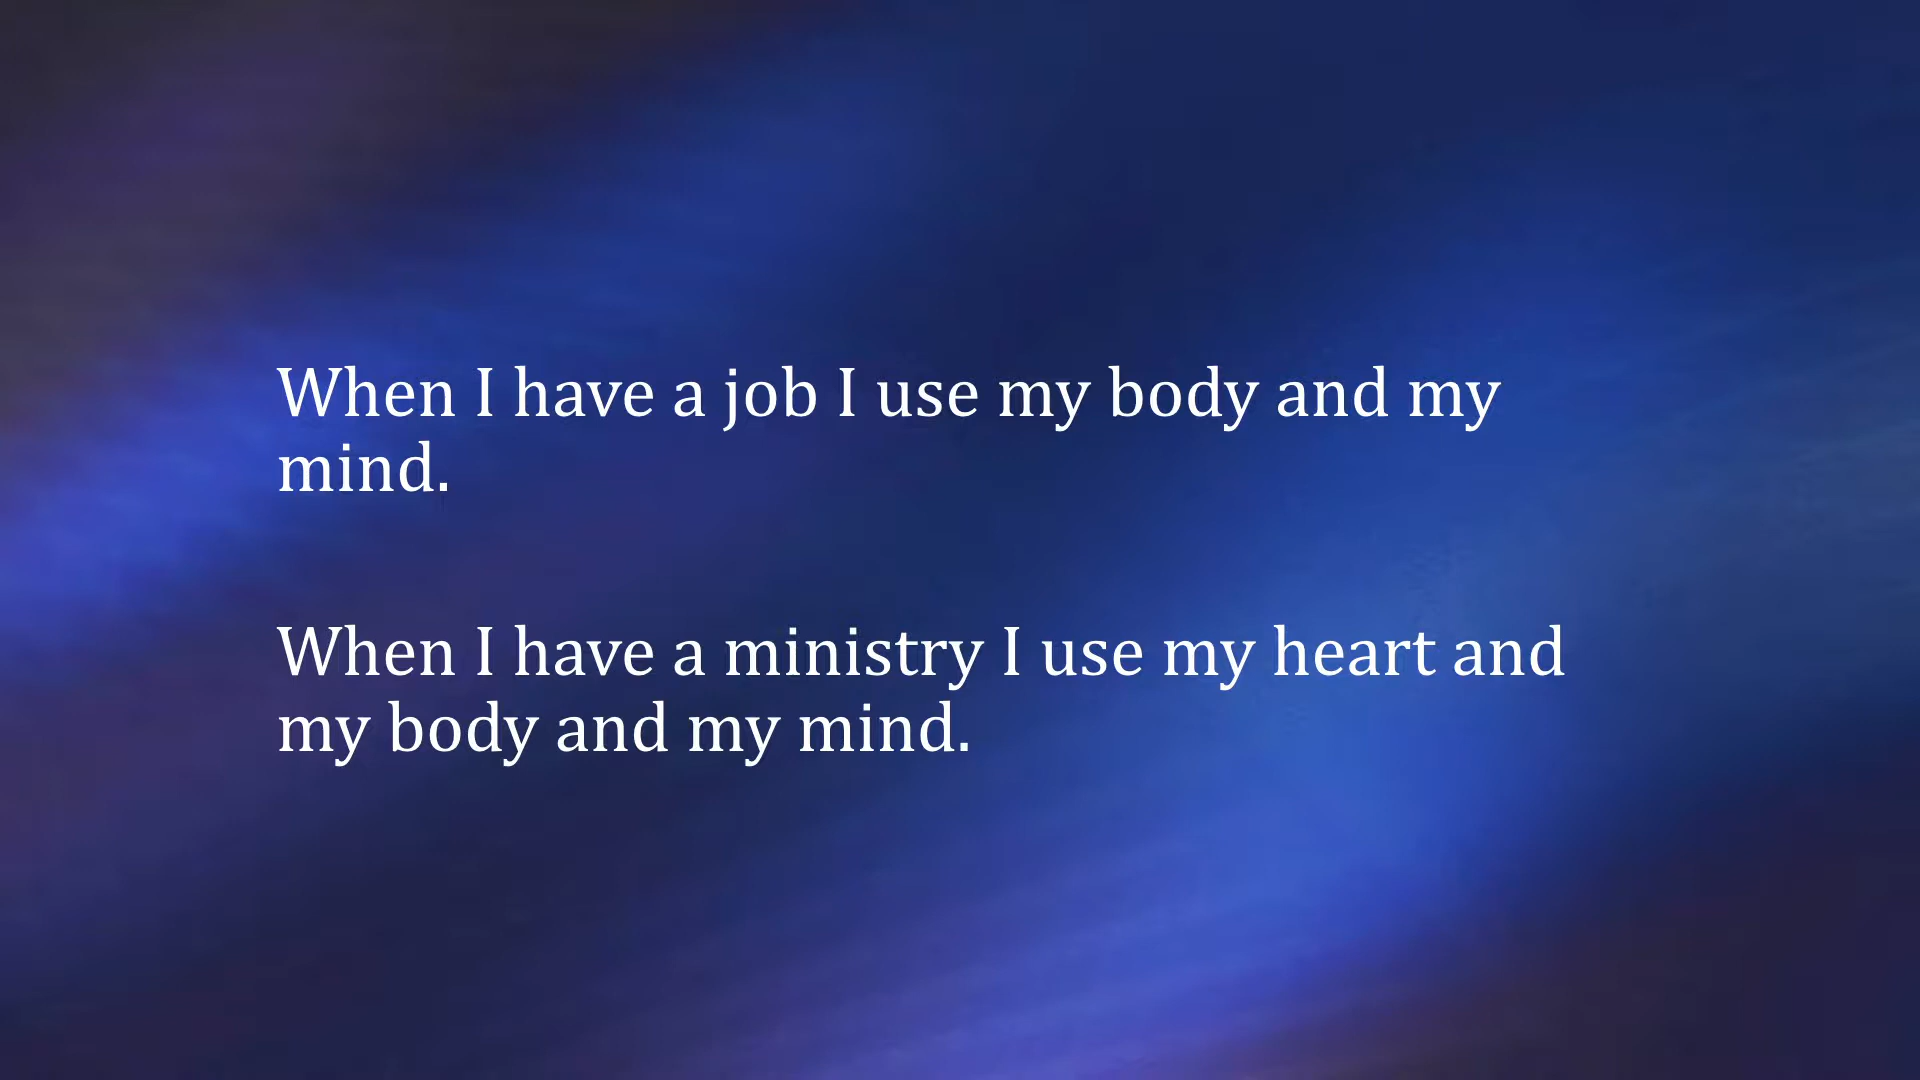 When I have a job I use my body and my
mind.
When I have a ministry I use my heart and
my body and my mind.